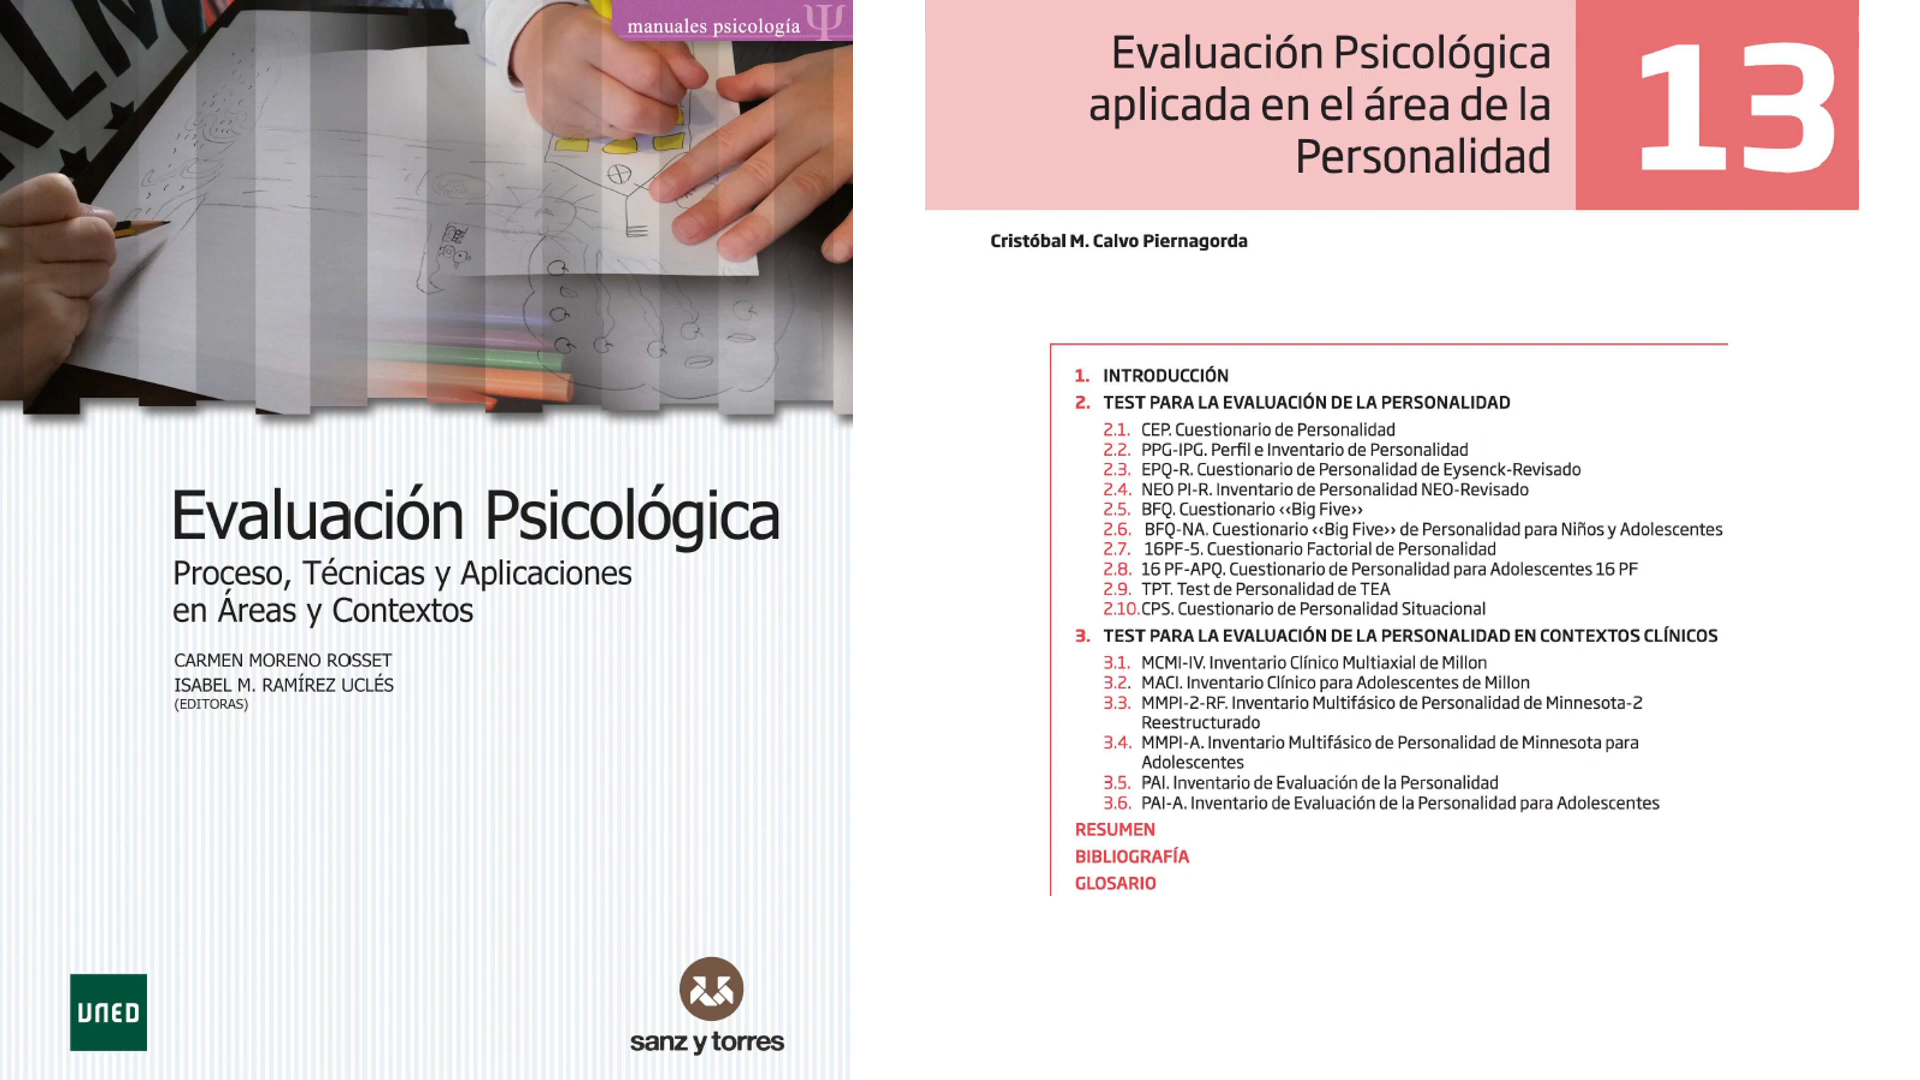 manuales psicología
Evaluación Psicológica
Proceso, Técnicas y Aplicaciones
en Áreas y Contextos
CARMEN MORENO ROSSET
ISABEL M. RAMÍREZ UCLÉS
(EDITORAS)
UNED
sanz y torres
Evaluación Psicológica
aplicada en el área de la
Personalidad
13
Cristóbal M. Calvo Piernagorda
1. INTRODUCCIÓN
2. TEST PARA LA EVALUACIÓN DE LA PERSONALIDAD
2.1. CEP. Cuestionario de Personalidad
2.2. PPG-IPG. Perfil e Inventario de Personalidad
2.3. EPQ-R. Cuestionario de Personalidad de Eysenck-Revisado
2.4. NEO PI-R. Inventario de Personalidad NEO-Revisado
2.5. BFQ. Cuestionario ‹‹Big Five››
2.6. BFQ-NA. Cuestionario ‹‹Big Five›› de Personalidad para Niños y Adolescentes
2.7. 16PF-5. Cuestionario Factorial de Personalidad
2.8. 16 PF-APQ. Cuestionario de Personalidad para Adolescentes 16 PF
2.9. TPT. Test de Personalidad de TEA
2.10. CPS. Cuestionario de Personalidad Situacional
3. TEST PARA LA EVALUACIÓN DE LA PERSONALIDAD EN CONTEXTOS CLÍNICOS
3.1. MCMI-IV. Inventario Clínico Multiaxial de Millon
3.2. MACI. Inventario Clínico para Adolescentes de Millon
3.3. MMPI-2-RF. Inventario Multifásico de Personalidad de Minnesota-2
Reestructurado
3.4. MMPI-A. Inventario Multifásico de Personalidad de Minnesota para
Adolescentes
3.5. PAI. Inventario de Evaluación de la Personalidad
3.6. PAI-A. Inventario de Evaluación de la Personalidad para Adolescentes
RESUMEN
BIBLIOGRAFÍA
GLOSARIO